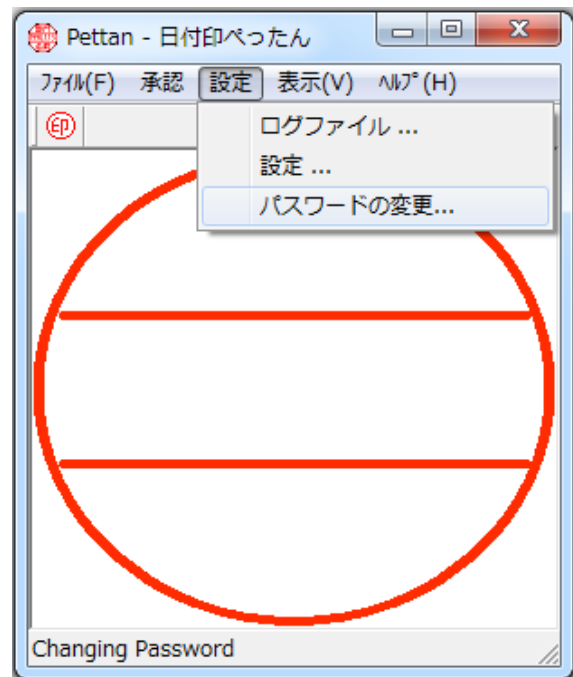 Pettan - 日付印ぺったん
ﾌｧｲﾙ(F) 承認 設定 表示(V) ﾍﾙﾌﾟ(H)
印
ログファイル ...
設定 ...
パスワードの変更...
Changing Password